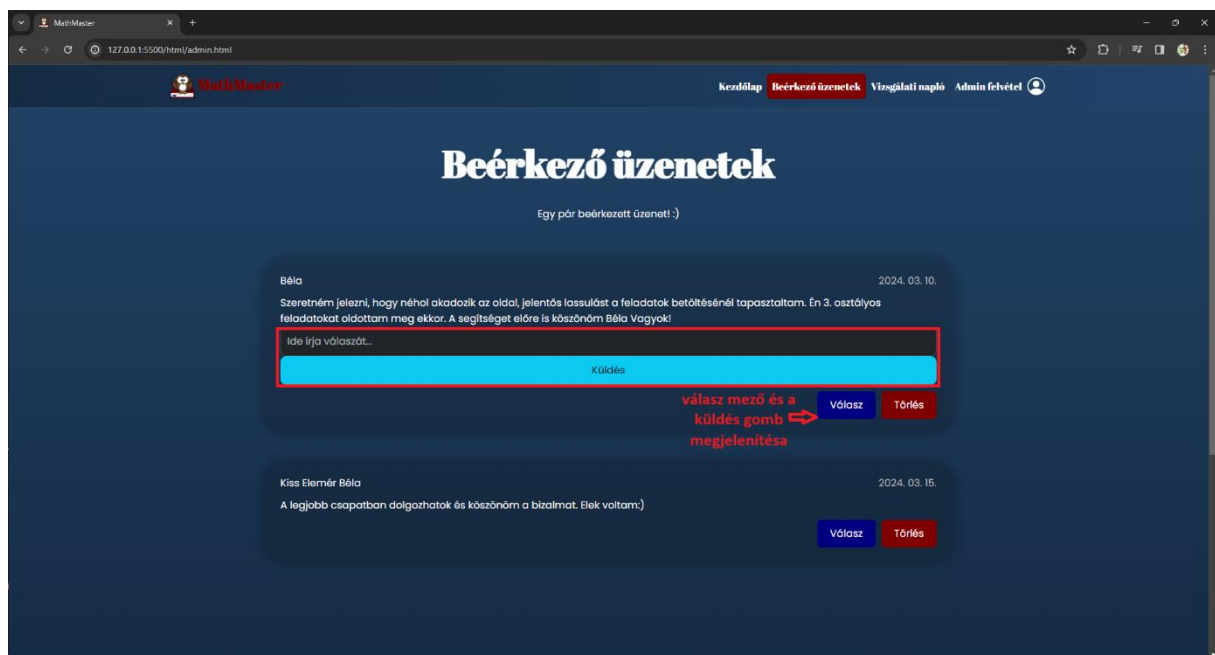 MathMaster
127.0.0.1:5500/html/admin.html
MathMaster
Kezdőlap Beérkező üzenetek Vizsgálati napló Admin felvétel
Beérkező üzenetek
Egy pár beérkezett üzenet! :)
Béla 2024. 03. 10.
Szeretném jelezni, hogy néhol akadozik az oldal, jelentős lassulást a feladatok betöltésénél tapasztaltam. Én 3. osztályos
feladatokat oldottam meg ekkor. A segítséget előre is köszönöm Béla Vagyok!
Ide írja válaszát...
Küldés
válasz mező és a
küldés gomb
megjelenítésa
Válasz Törlés
Kiss Elemér Béla 2024. 03. 15.
A legjobb csapatban dolgozhatok és köszönöm a bizalmat. Elek voltam:)
Válasz Törlés